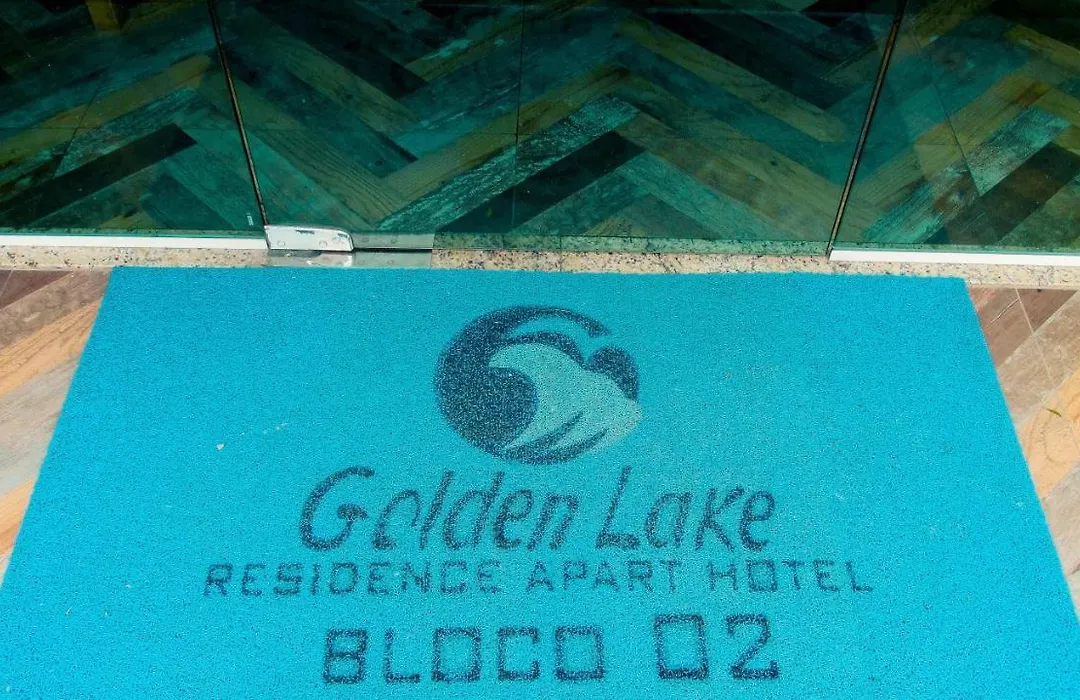 Golden Lake
RESIDENCE APART HOTEL
BLOCO 02